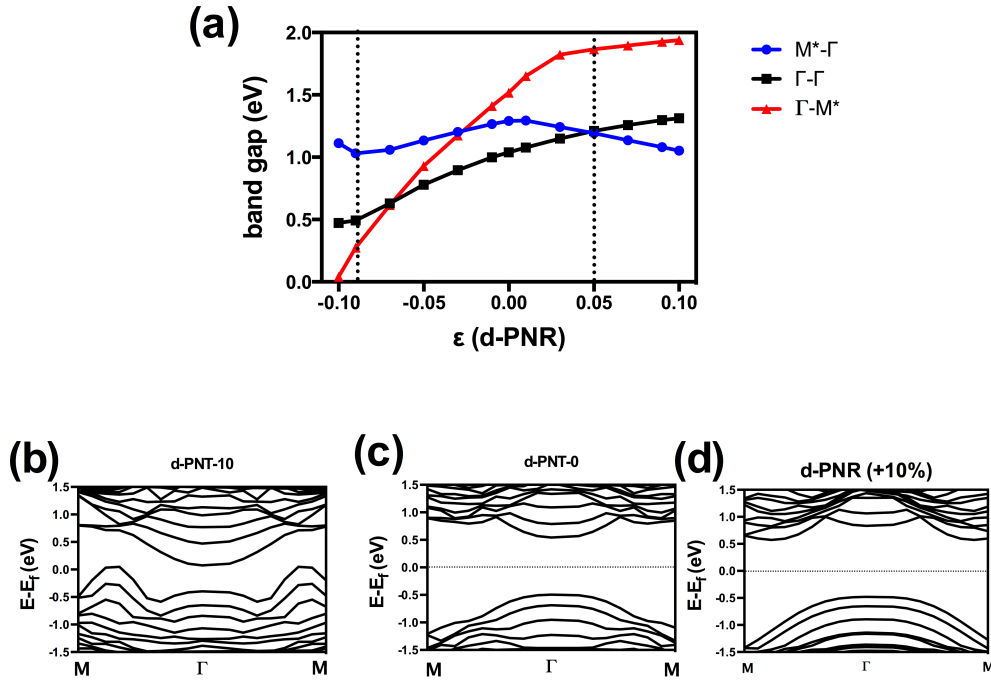 (a)
band gap (eV)
2.0
1.5
1.0
0.5
0.0
-0.10
-0.05
0.00
0.05
0.10
ε (d-PNR)
M*-Γ
Γ-Γ
Γ-M*
(b)
d-PNT-10
E-Ef (eV)
1.5
1.0
0.5
0.0
-0.5
-1.0
-1.5
M
Γ
M
(c)
d-PNT-0
E-Ef (eV)
1.5
1.0
0.5
0.0
-0.5
-1.0
-1.5
M
Γ
M
(d)
d-PNR (+10%)
E-Ef (eV)
1.5
1.0
0.5
0.0
-0.5
-1.0
-1.5
M
Γ
M